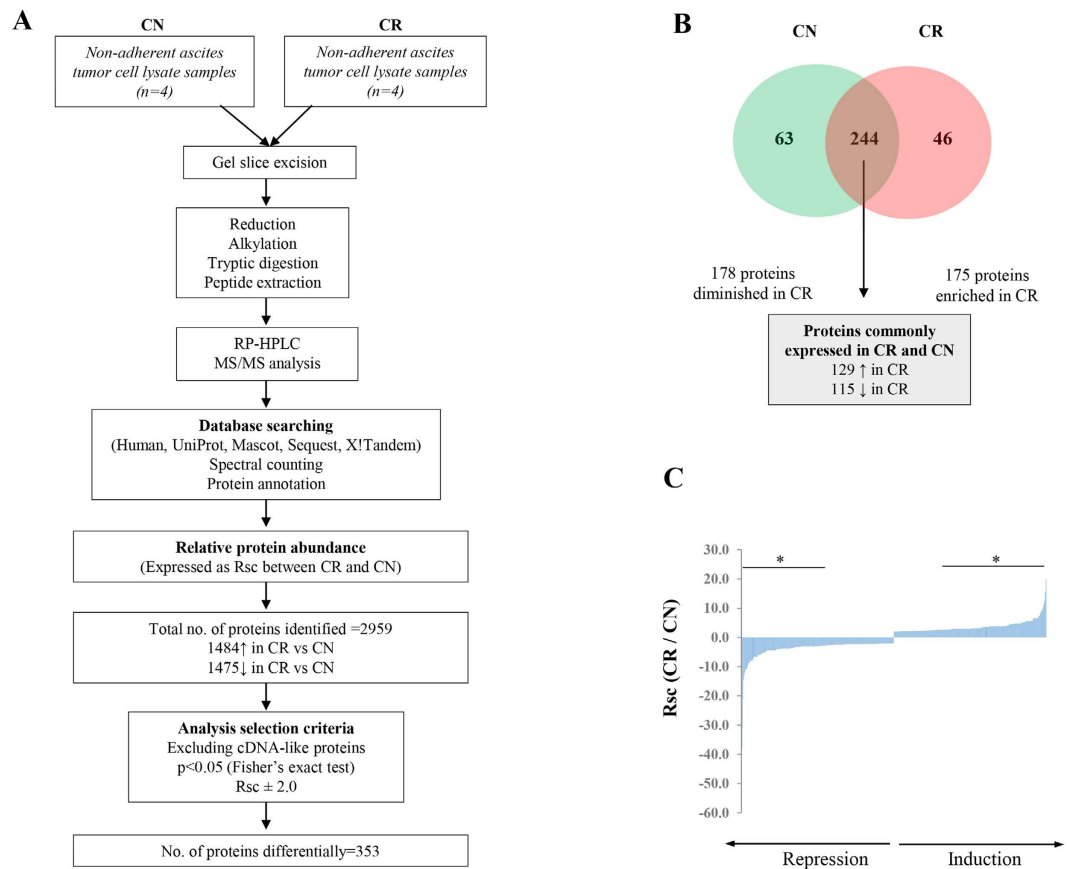 A
CN
CR
Non-adherent ascites
tumor cell lysate samples
(n=4)
Non-adherent ascites
tumor cell lysate samples
(n=4)
Gel slice excision
Reduction
Alkylation
Tryptic digestion
Peptide extraction
RP-HPLC
MS/MS analysis
Database searching
(Human, UniProt, Mascot, Sequest, X!Tandem)
Spectral counting
Protein annotation
Relative protein abundance
(Expressed as Rsc between CR and CN)
Total no. of proteins identified =2959
1484↑ in CR vs CN
1475↓ in CR vs CN
Analysis selection criteria
Excluding cDNA-like proteins
p<0.05 (Fisher's exact test)
Rsc ± 2.0
No. of proteins differentially=353
B
CN
CR
63
244
46
178 proteins
diminished in CR
175 proteins
enriched in CR
Proteins commonly
expressed in CR and CN
129 ↑ in CR
115 ↓ in CR
C
Rsc (CR / CN)
30.0
20.0
10.0
0.0
-10.0
-20.0
-30.0
-40.0
-50.0
-60.0
*
*
Repression
Induction